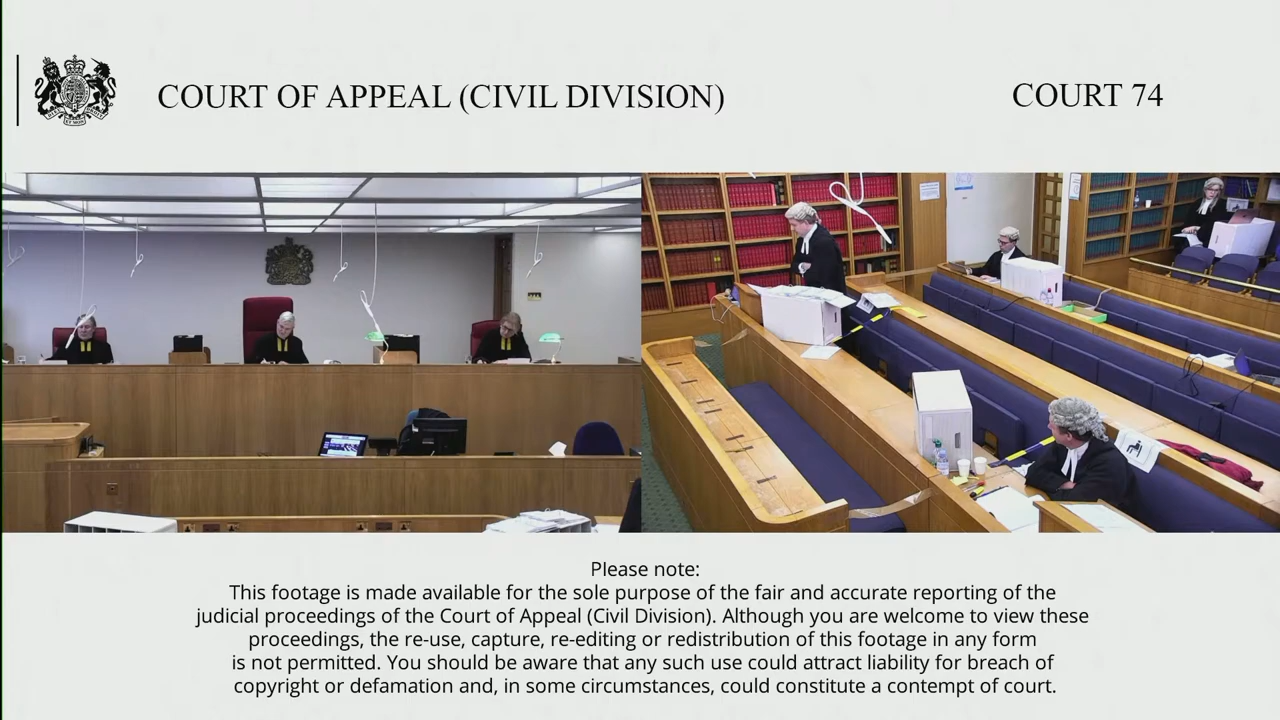 COURT OF APPEAL (CIVIL DIVISION)
COURT 74
Please note:
This footage is made available for the sole purpose of the fair and accurate reporting of the
judicial proceedings of the Court of Appeal (Civil Division). Although you are welcome to view these
proceedings, the re-use, capture, re-editing or redistribution of this footage in any form
is not permitted. You should be aware that any such use could attract liability for breach of
copyright or defamation and, in some circumstances, could constitute a contempt of court.